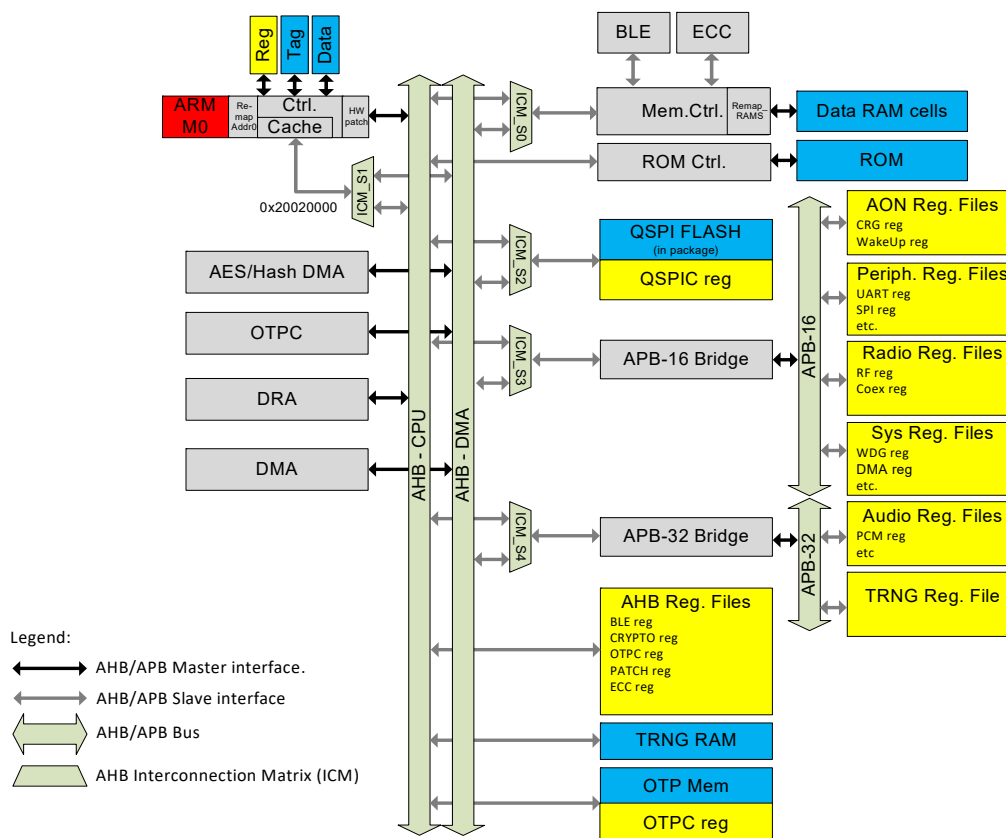 Reg
Tag
Data
BLE
ECC
ARM
M0
Re-
map
Addr0
Ctrl.
Cache
HW
patch
ICM_S0
Mem.Ctrl.
Remap_
RAMS
Data RAM cells
ROM Ctrl.
ROM
ICM_S1
0x20020000
AON Reg. Files
CRG reg
WakeUp reg
QSPI FLASH
(in package)
QSPIC reg
ICM_S2
AES/Hash DMA
Periph. Reg. Files
UART reg
SPI reg
etc.
OTPC
ICM_S3
APB-16 Bridge
APB-16
Radio Reg. Files
RF reg
Coex reg
DRA
AHB - CPU
AHB - DMA
DMA
Sys Reg. Files
WDG reg
DMA reg
etc.
ICM_S4
APB-32 Bridge
APB-32
Audio Reg. Files
PCM reg
etc
TRNG Reg. File
AHB Reg. Files
BLE reg
CRYPTO reg
OTPC reg
PATCH reg
ECC reg
TRNG RAM
OTP Mem
OTPC reg
Legend:
AHB/APB Master interface.
AHB/APB Slave interface
AHB/APB Bus
AHB Interconnection Matrix (ICM)